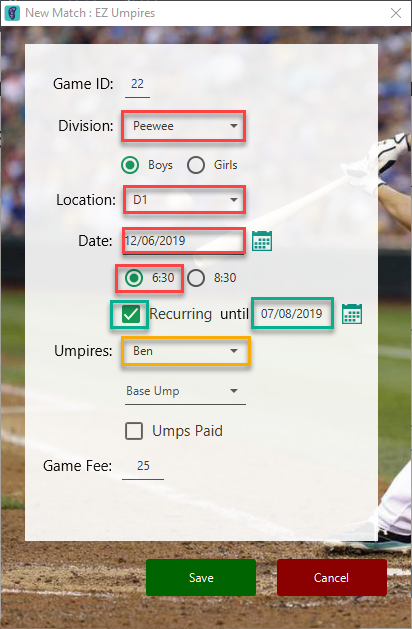 New Match : EZ Umpires
Game ID: 22
Division: Peewee
Boys Girls
Location: D1
Date: 12/06/2019
6:30 8:30
Recurring until 07/08/2019
Umpires: Ben
Base Ump
Umps Paid
Game Fee: 25
Save Cancel